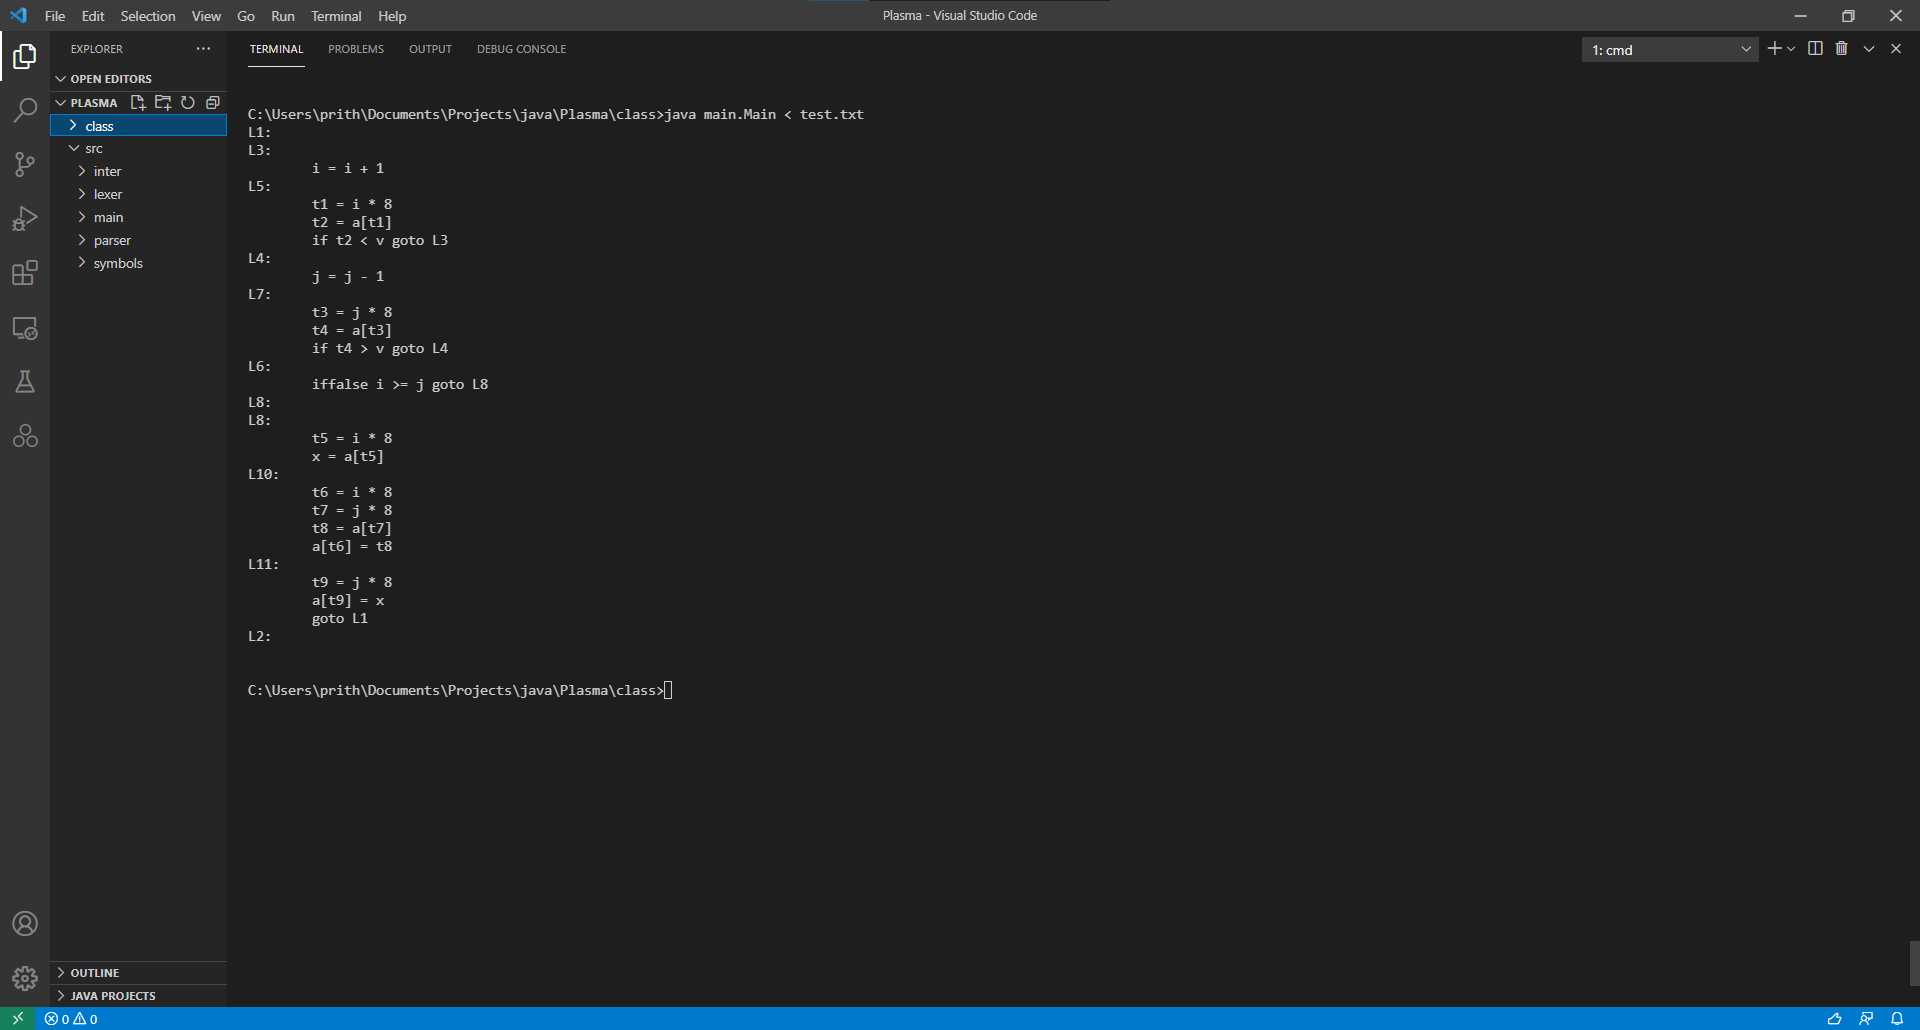 File Edit Selection View Go Run Terminal Help
Plasma - Visual Studio Code
EXPLORER
OPEN EDITORS
PLASMA
class
src
inter
lexer
main
parser
symbols
OUTLINE
JAVA PROJECTS
TERMINAL PROBLEMS OUTPUT DEBUG CONSOLE
1: cmd
C:\Users\prith\Documents\Projects\java\Plasma\class>java main.Main < test.txt
L1:
L3:
i = i + 1
L5:
t1 = i * 8
t2 = a[t1]
if t2 < v goto L3
L4:
j = j - 1
L7:
t3 = j * 8
t4 = a[t3]
if t4 > v goto L4
L6:
iffalse i >= j goto L8
L8:
L8:
t5 = i * 8
x = a[t5]
L10:
t6 = i * 8
t7 = j * 8
t8 = a[t7]
a[t6] = t8
L11:
t9 = j * 8
a[t9] = x
goto L1
L2:
C:\Users\prith\Documents\Projects\java\Plasma\class>
0 0